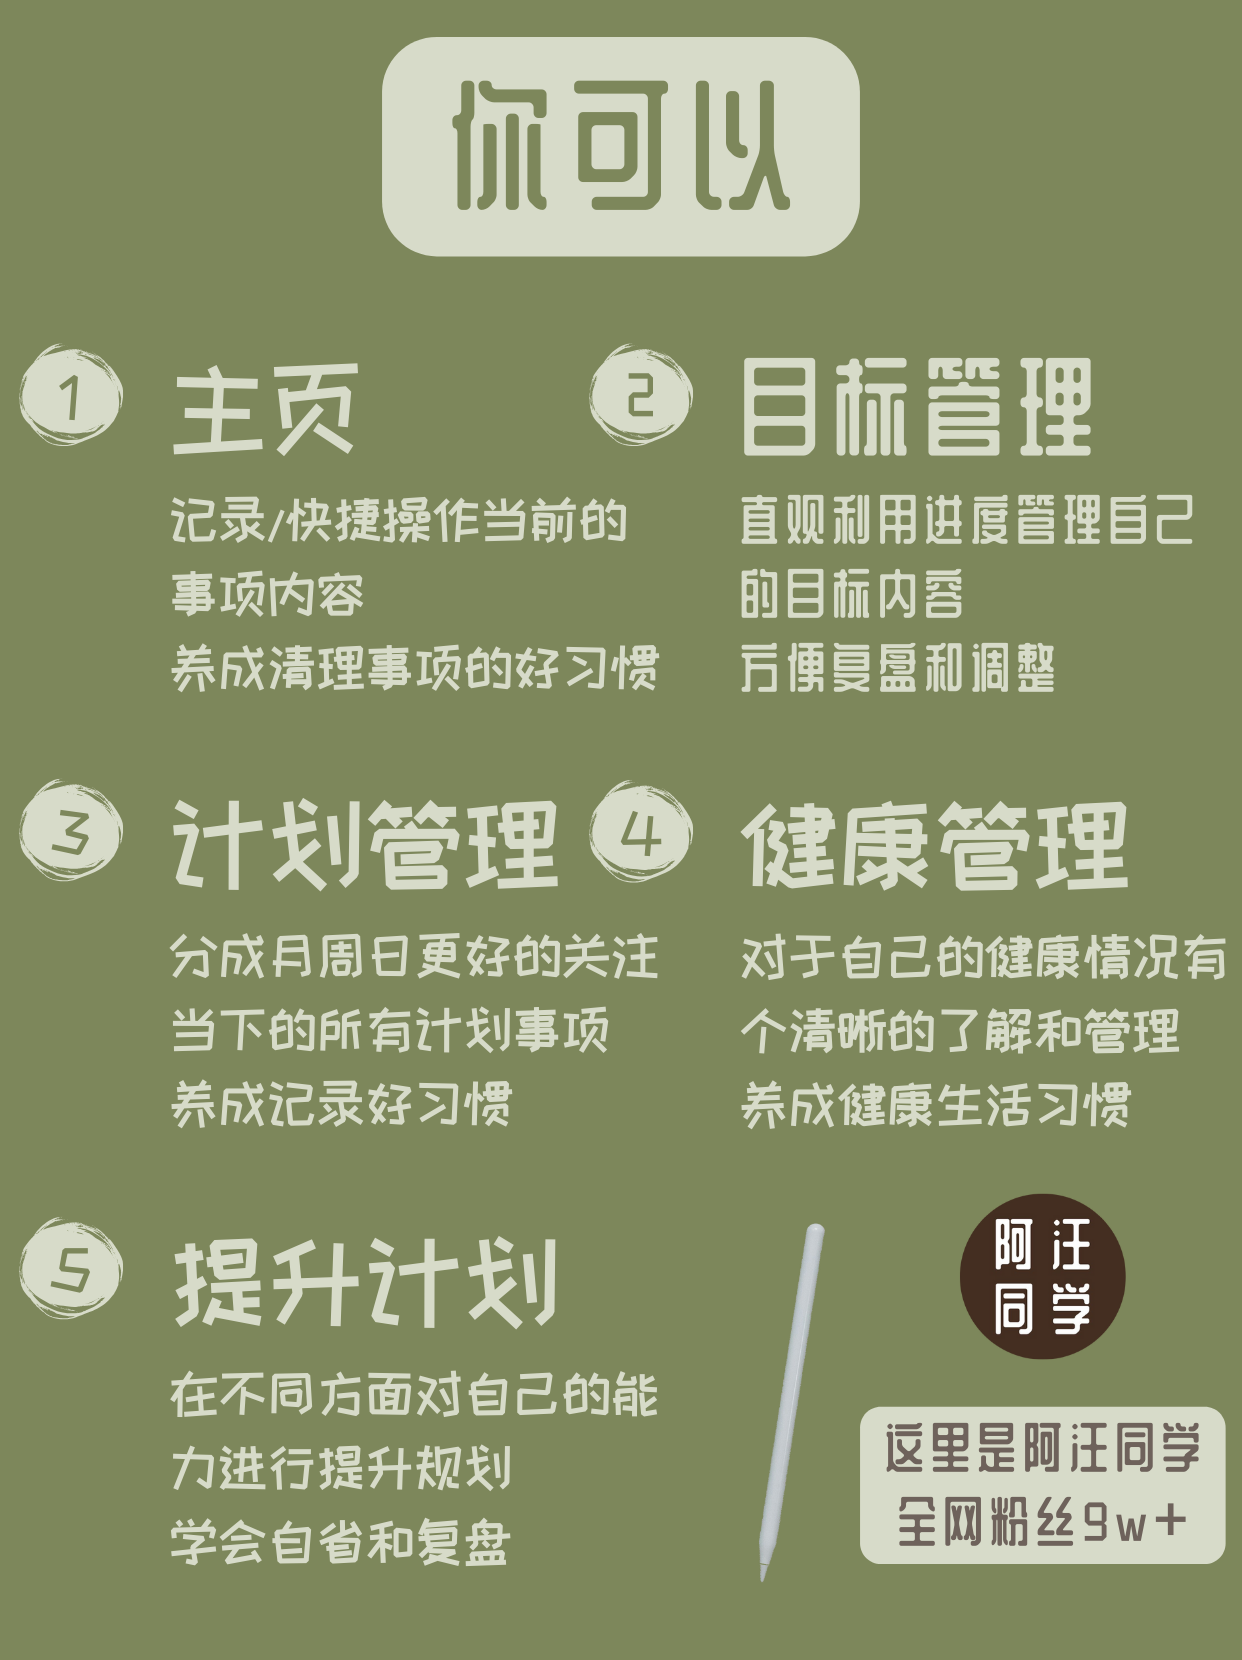 你可以
1
主页
记录/快捷操作当前的
事项内容
养成清理事项的好习惯
2
目标管理
直观利用进度管理自己
的目标内容
方便复盘和调整
3
计划管理
分成月周日更好的关注
当下的所有计划事项
养成记录好习惯
4
健康管理
对于自己的健康情况有
个清晰的了解和管理
养成健康生活习惯
5
提升计划
在不同方面对自己的能
力进行提升规划
学会自省和复盘
阿汪
同学
这里是阿汪同学
全网粉丝9w+